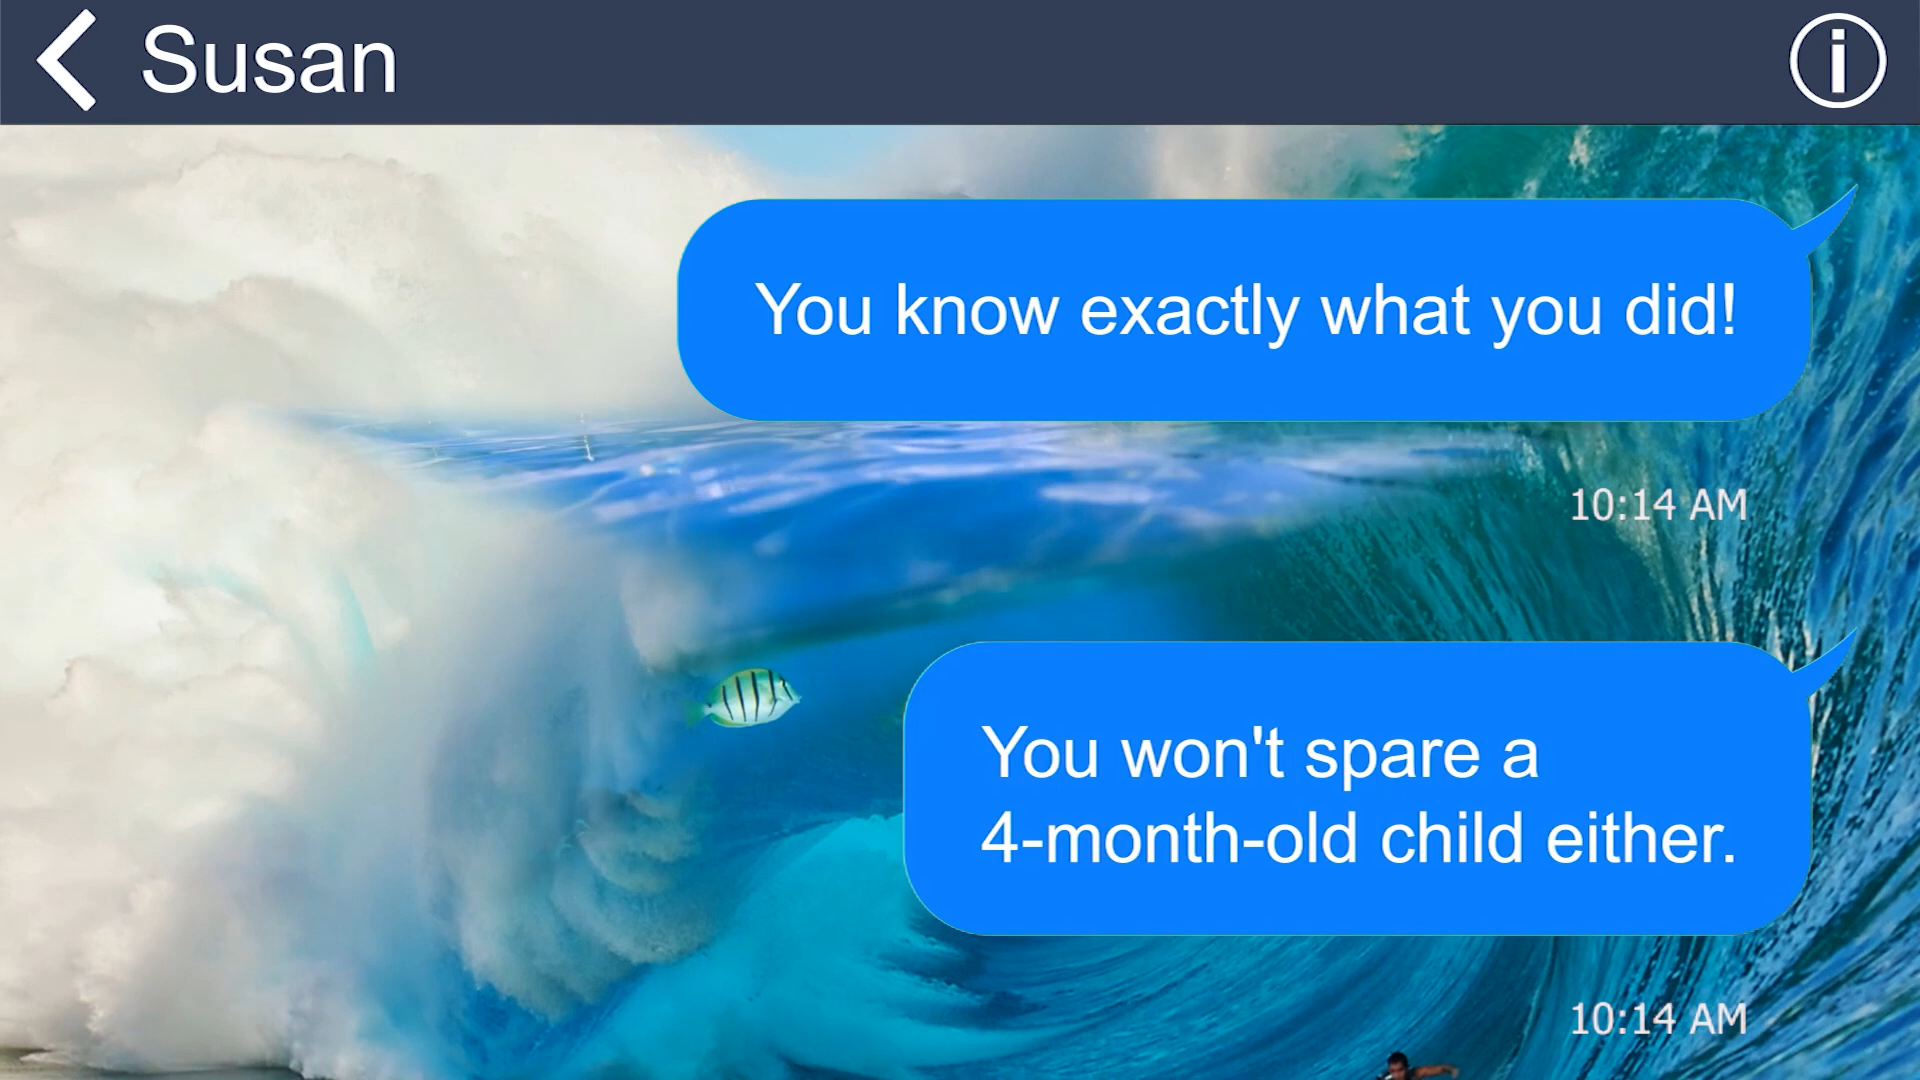 Susan
You know exactly what you did!
10:14 AM
You won't spare a
4-month-old child either.
10:14 AM